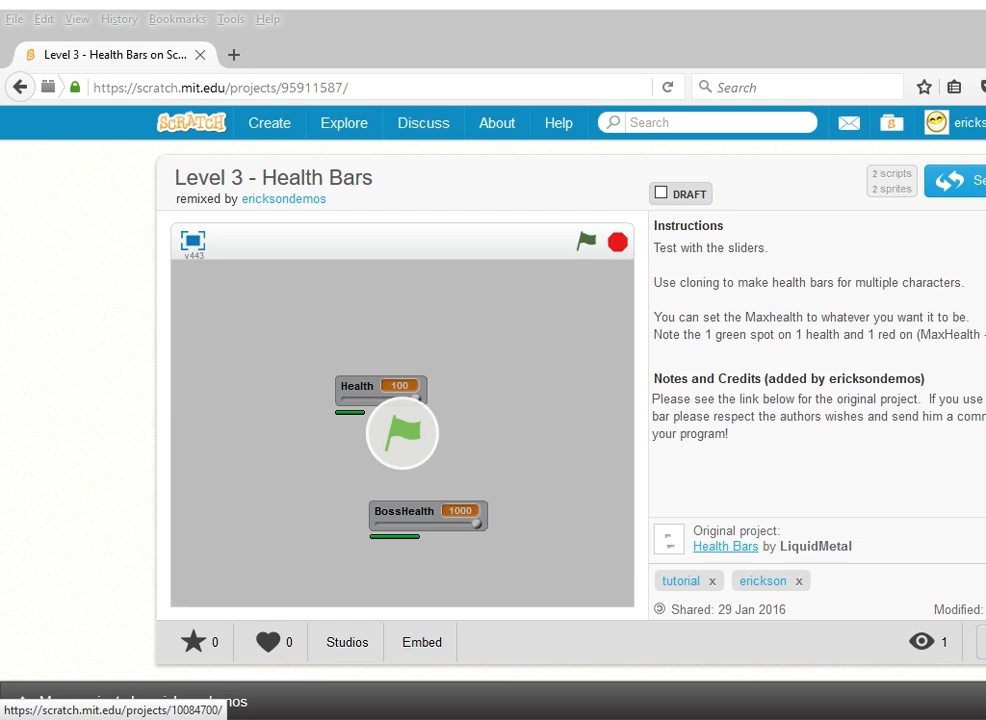 File Edit View History Bookmarks Tools Help
Level 3 - Health Bars on Sc...
https://scratch.mit.edu/projects/95911587/
Search
SCRATCH Create Explore Discuss About Help Search ericks
Level 3 - Health Bars
remixed by ericksondemos
DRAFT
2 scripts
2 sprites
Se
v443
Health 100
BossHealth 1000
Instructions
Test with the sliders.
Use cloning to make health bars for multiple characters.
You can set the Maxhealth to whatever you want it to be.
Note the 1 green spot on 1 health and 1 red on (MaxHealth -
Notes and Credits (added by ericksondemos)
Please see the link below for the original project. If you use
bar please respect the authors wishes and send him a comm
your program!
Original project:
Health Bars by LiquidMetal
tutorial x erickson x
Shared: 29 Jan 2016 Modified:
0 0 Studios Embed 1
https://scratch.mit.edu/projects/10084700/